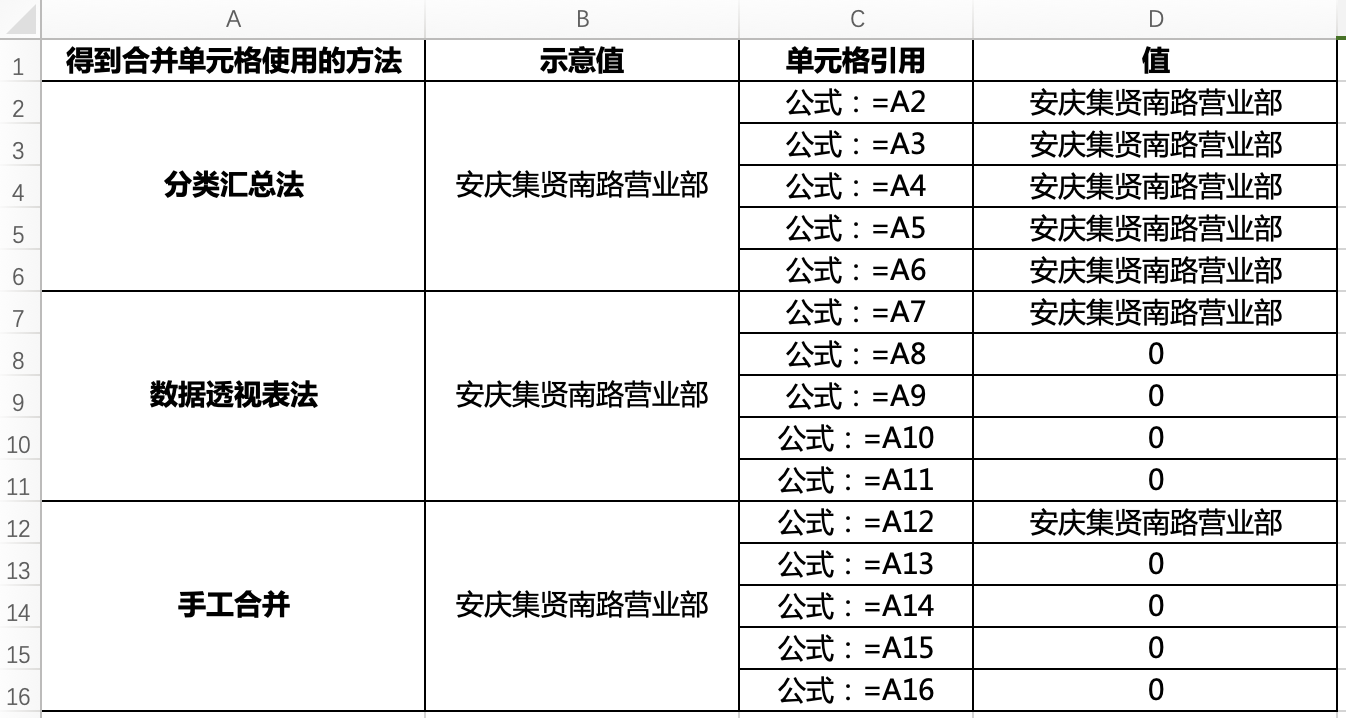 A B C D
1 得到合并单元格使用的方法 示意值 单元格引用 值
2 公式：=A2 安庆集贤南路营业部
3 公式：=A3 安庆集贤南路营业部
4 分类汇总法 安庆集贤南路营业部 公式：=A4 安庆集贤南路营业部
5 公式：=A5 安庆集贤南路营业部
6 公式：=A6 安庆集贤南路营业部
7 公式：=A7 安庆集贤南路营业部
8 公式：=A8 0
9 数据透视表法 安庆集贤南路营业部 公式：=A9 0
10 公式：=A10 0
11 公式：=A11 0
12 公式：=A12 安庆集贤南路营业部
13 公式：=A13 0
14 手工合并 安庆集贤南路营业部 公式：=A14 0
15 公式：=A15 0
16 公式：=A16 0